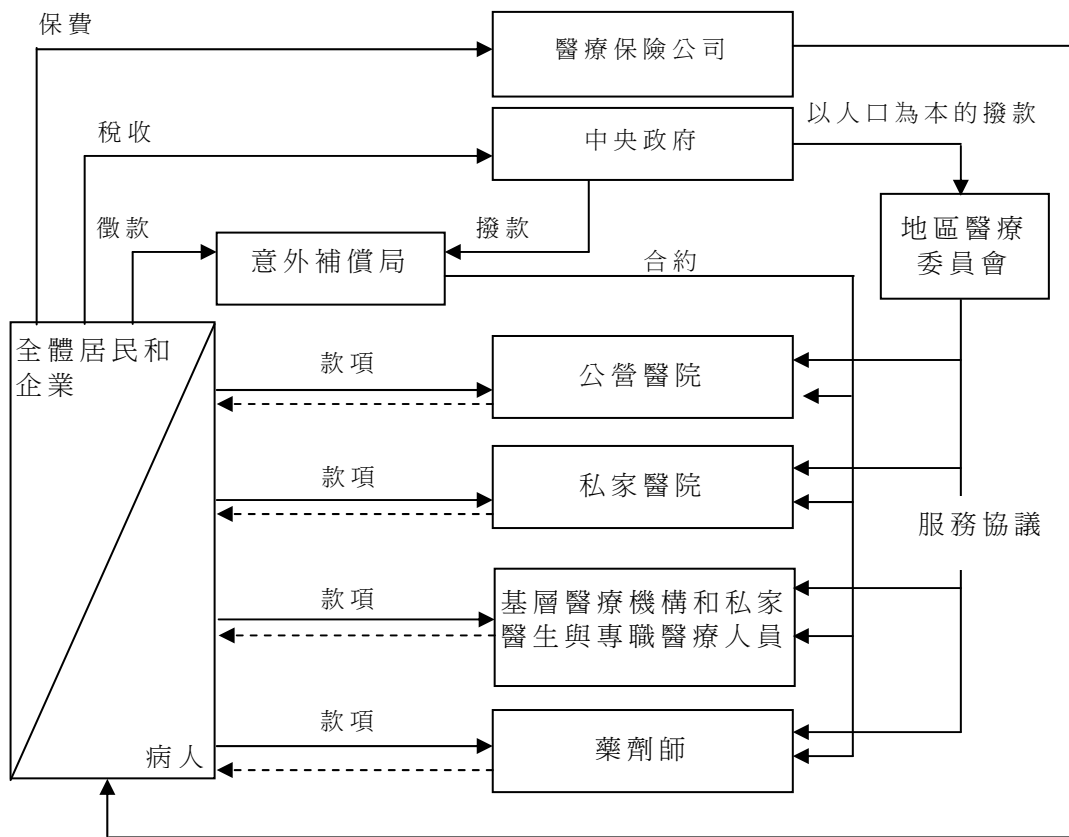 保費
醫療保險公司
以人口為本的撥款
稅收
中央政府
徵款
撥款
地區醫療
委員會
意外補償局
合約
全體居民和
企業
款項
公營醫院
款項
私家醫院
服務協議
款項
基層醫療機構和私家
醫生與專職醫療人員
款項
藥劑師
病人